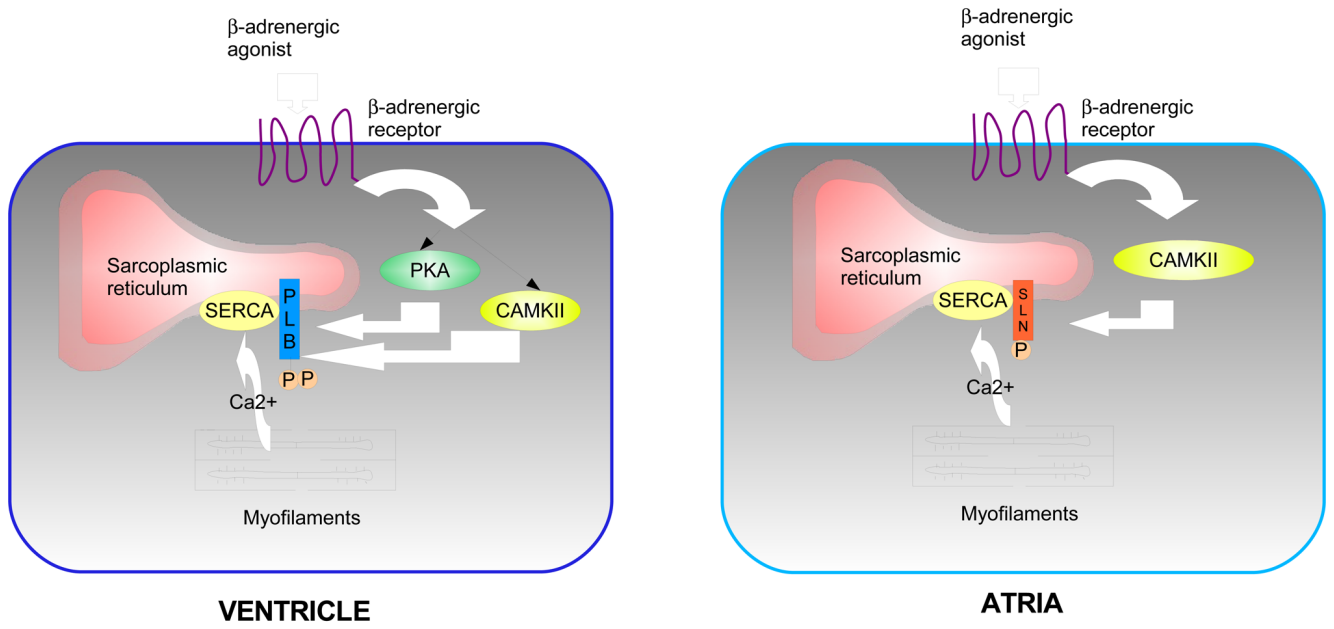 β-adrenergic
agonist
β-adrenergic
receptor
Sarcoplasmic
reticulum
PKA
CAMKII
SERCA
P
L
B
P P
Ca2+
Myofilaments
VENTRICLE
β-adrenergic
agonist
β-adrenergic
receptor
Sarcoplasmic
reticulum
CAMKII
SERCA
S
L
N
P
Ca2+
Myofilaments
ATRIA